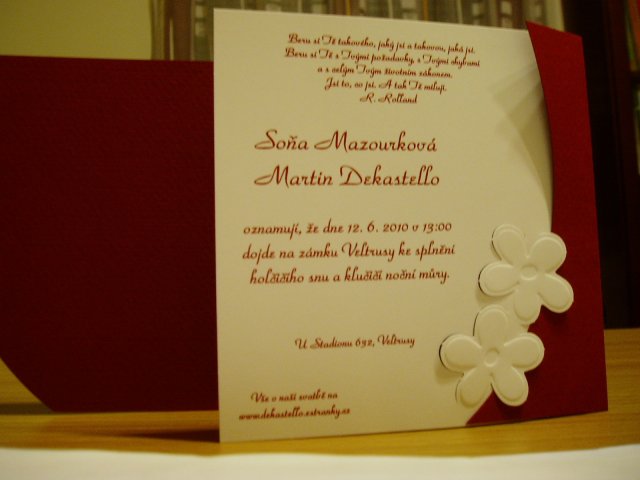 Beru si Tě takového, jaký jsi a takovou, jaká jsi.
Beru si Tě s Tvými požadavky, s Tvými chybami
a s celým Tvým životním zákonem.
Jsi to, co jsi. A tak Tě miluji.
R. Rolland
Soňa Mazourková
Martin Dekastello
oznamují, že dne 12. 6. 2010 v 13:00
dojde na zámku Veltrusy ke splnění
holčičího snu a klučičí noční můry.
U Stadionu 632, Veltrusy
Vše o naší svatbě na
www.dekastello.estranky.cz